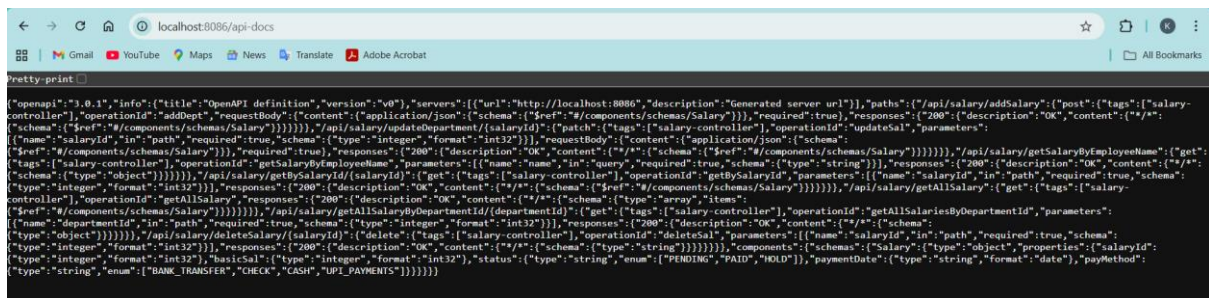 localhost:8086/api-docs
K
Gmail YouTube Maps News Translate Adobe Acrobat All Bookmarks
Pretty-print
{"openapi":"3.0.1","info":{"title":"OpenAPI definition","version":"v0"},"servers":[{"url":"http://localhost:8086","description":"Generated server url"}],"paths":{"/api/salary/addSalary":{"post":{"tags":["salary-
controller"],"operationId":"addDept","requestBody":{"content":{"application/json":{"schema":{"$ref":"#/components/schemas/Salary"}}},"required":true},"responses":{"200":{"description":"OK","content":{"*/*":
{"schema":{"$ref":"#/components/schemas/Salary"}}}}}}},"/api/salary/updateDepartment/{salaryId}":{"patch":{"tags":["salary-controller"],"operationId":"updateSal","parameters":
[{"name":"salaryId","in":"path","required":true,"schema":{"type":"integer","format":"int32"}}],"requestBody":{"content":{"application/json":{"schema":
{"$ref":"#/components/schemas/Salary"}}},"required":true},"responses":{"200":{"description":"OK","content":{"*/*":{"schema":{"$ref":"#/components/schemas/Salary"}}}}}}},"/api/salary/getSalaryByEmployeeName":{"get":
{"tags":["salary-controller"],"operationId":"getSalaryByEmployeeName","parameters":[{"name":"name","in":"query","required":true,"schema":{"type":"string"}}],"responses":{"200":{"description":"OK","content":{"*/*":
{"schema":{"type":"object"}}}}}}},"/api/salary/getBySalaryId/{salaryId}":{"get":{"tags":["salary-controller"],"operationId":"getBySalaryId","parameters":[{"name":"salaryId","in":"path","required":true,"schema":
{"type":"integer","format":"int32"}}],"responses":{"200":{"description":"OK","content":{"*/*":{"schema":{"$ref":"#/components/schemas/Salary"}}}}}}},"/api/salary/getAllSalary":{"get":{"tags":["salary-
controller"],"operationId":"getAllSalary","responses":{"200":{"description":"OK","content":{"*/*":{"schema":{"type":"array","items":
{"$ref":"#/components/schemas/Salary"}}}}}}}},"/api/salary/getAllSalaryByDepartmentId/{departmentId}":{"get":{"tags":["salary-controller"],"operationId":"getAllSalariesByDepartmentId","parameters":
[{"name":"departmentId","in":"path","required":true,"schema":{"type":"integer","format":"int32"}}],"responses":{"200":{"description":"OK","content":{"*/*":{"schema":
{"type":"object"}}}}}}},"/api/salary/deleteSalary/{salaryId}":{"delete":{"tags":["salary-controller"],"operationId":"deleteSal","parameters":[{"name":"salaryId","in":"path","required":true,"schema":
{"type":"integer","format":"int32"}}],"responses":{"200":{"description":"OK","content":{"*/*":{"schema":{"type":"string"}}}}}}}},"components":{"schemas":{"Salary":{"type":"object","properties":{"salaryId":
{"type":"integer","format":"int32"},"basicSal":{"type":"integer","format":"int32"},"status":{"type":"string","enum":["PENDING","PAID","HOLD"]},"paymentDate":{"type":"string","format":"date"},"payMethod":
{"type":"string","enum":["BANK_TRANSFER","CHECK","CASH","UPI_PAYMENTS"]}}}}}}